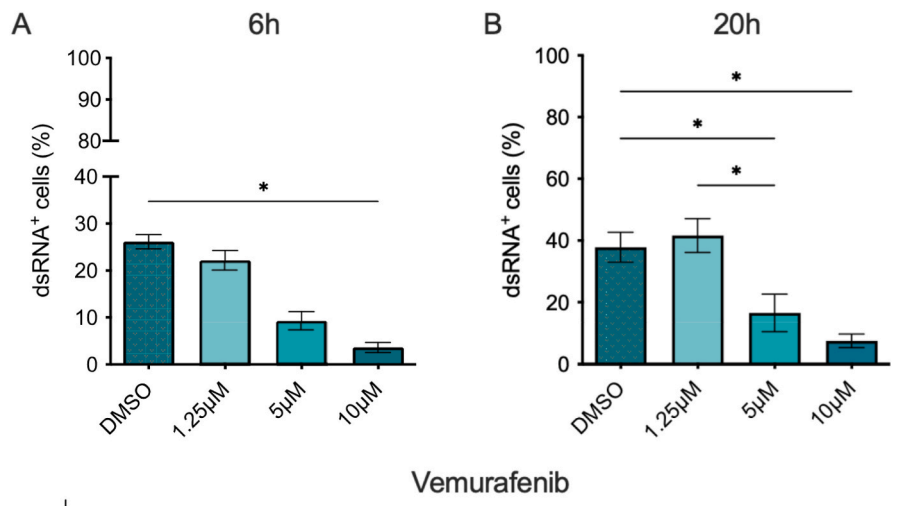 A
6h
100
90
80
40
30
20
10
0
dsRNA⁺ cells (%)
*
DMSO
1.25µM
5µM
10µM
B
20h
100
80
60
40
20
0
dsRNA⁺ cells (%)
*
*
*
DMSO
1.25µM
5µM
10µM
Vemurafenib